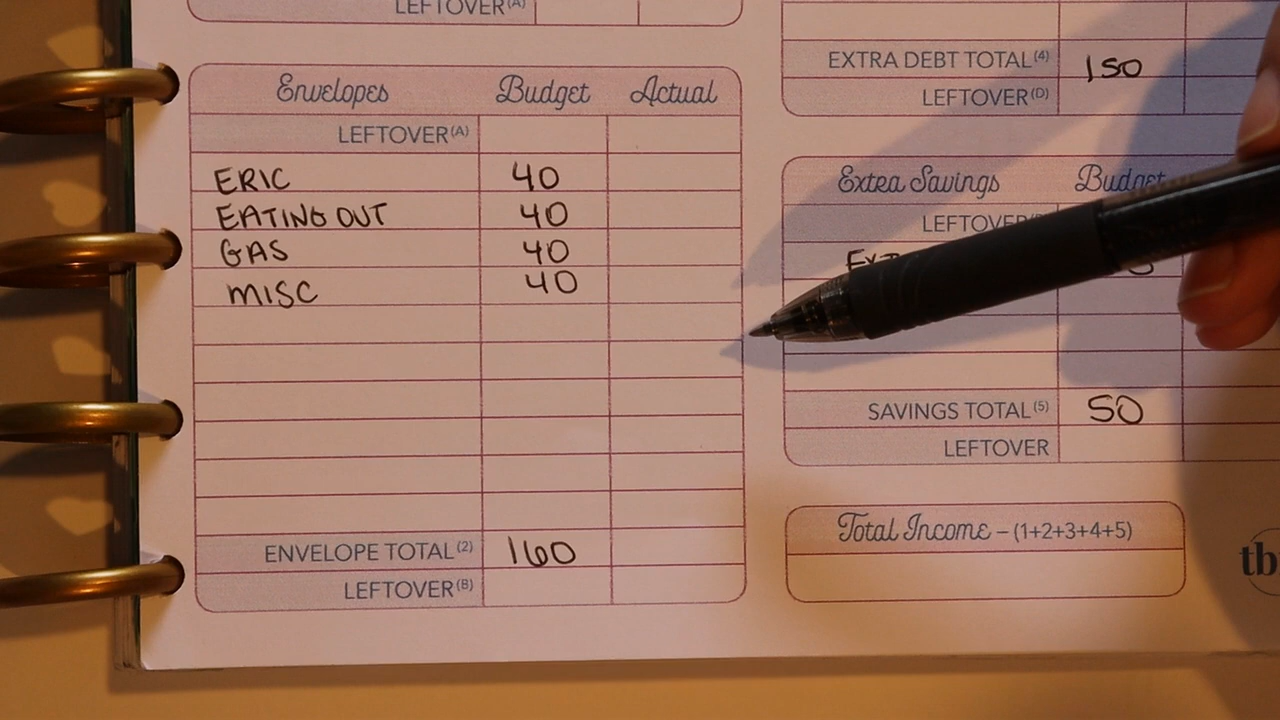 LEFTOVER(A)
Envelopes Budget Actual
LEFTOVER(A)
ERIC 40
EATING OUT 40
GAS 40
MISC 40
ENVELOPE TOTAL(2) 160
LEFTOVER(B)
EXTRA DEBT TOTAL(4) 150
LEFTOVER(D)
Extra Savings Budget
SAVINGS TOTAL(5) 50
LEFTOVER
Total Income – (1+2+3+4+5)
tb